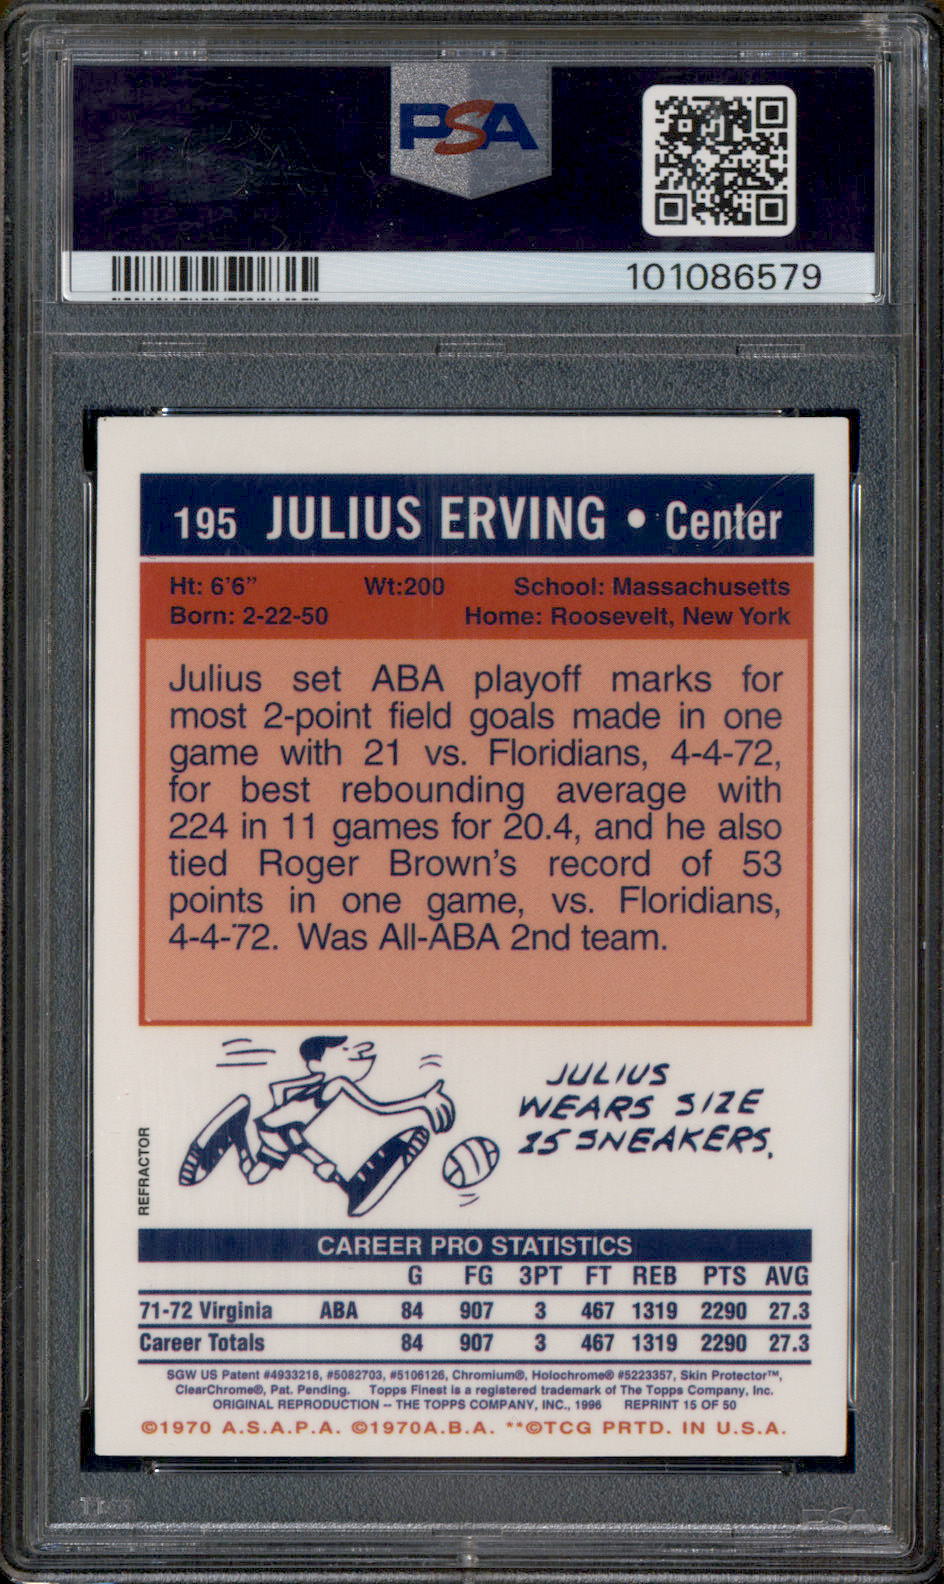 PSA
101086579
195 JULIUS ERVING • Center
Ht: 6'6" Wt:200 School: Massachusetts
Born: 2-22-50 Home: Roosevelt, New York
Julius set ABA playoff marks for
most 2-point field goals made in one
game with 21 vs. Floridians, 4-4-72,
for best rebounding average with
224 in 11 games for 20.4, and he also
tied Roger Brown's record of 53
points in one game, vs. Floridians,
4-4-72. Was All-ABA 2nd team.
JULIUS
WEARS SIZE
15 SNEAKERS.
REFRACTOR
CAREER PRO STATISTICS
G FG 3PT FT REB PTS AVG
71-72 Virginia ABA 84 907 3 467 1319 2290 27.3
Career Totals 84 907 3 467 1319 2290 27.3
SGW US Patent #4933218, #5082703, #5106126, Chromium®, Holochrome® #5223357, Skin Protector™,
ClearChrome®, Pat. Pending. Topps Finest is a registered trademark of The Topps Company, Inc.
ORIGINAL REPRODUCTION -- THE TOPPS COMPANY, INC., 1996 REPRINT 15 OF 50
©1970 A.S.A.P.A. ©1970A.B.A. **©TCG PRTD. IN U.S.A.
PSA